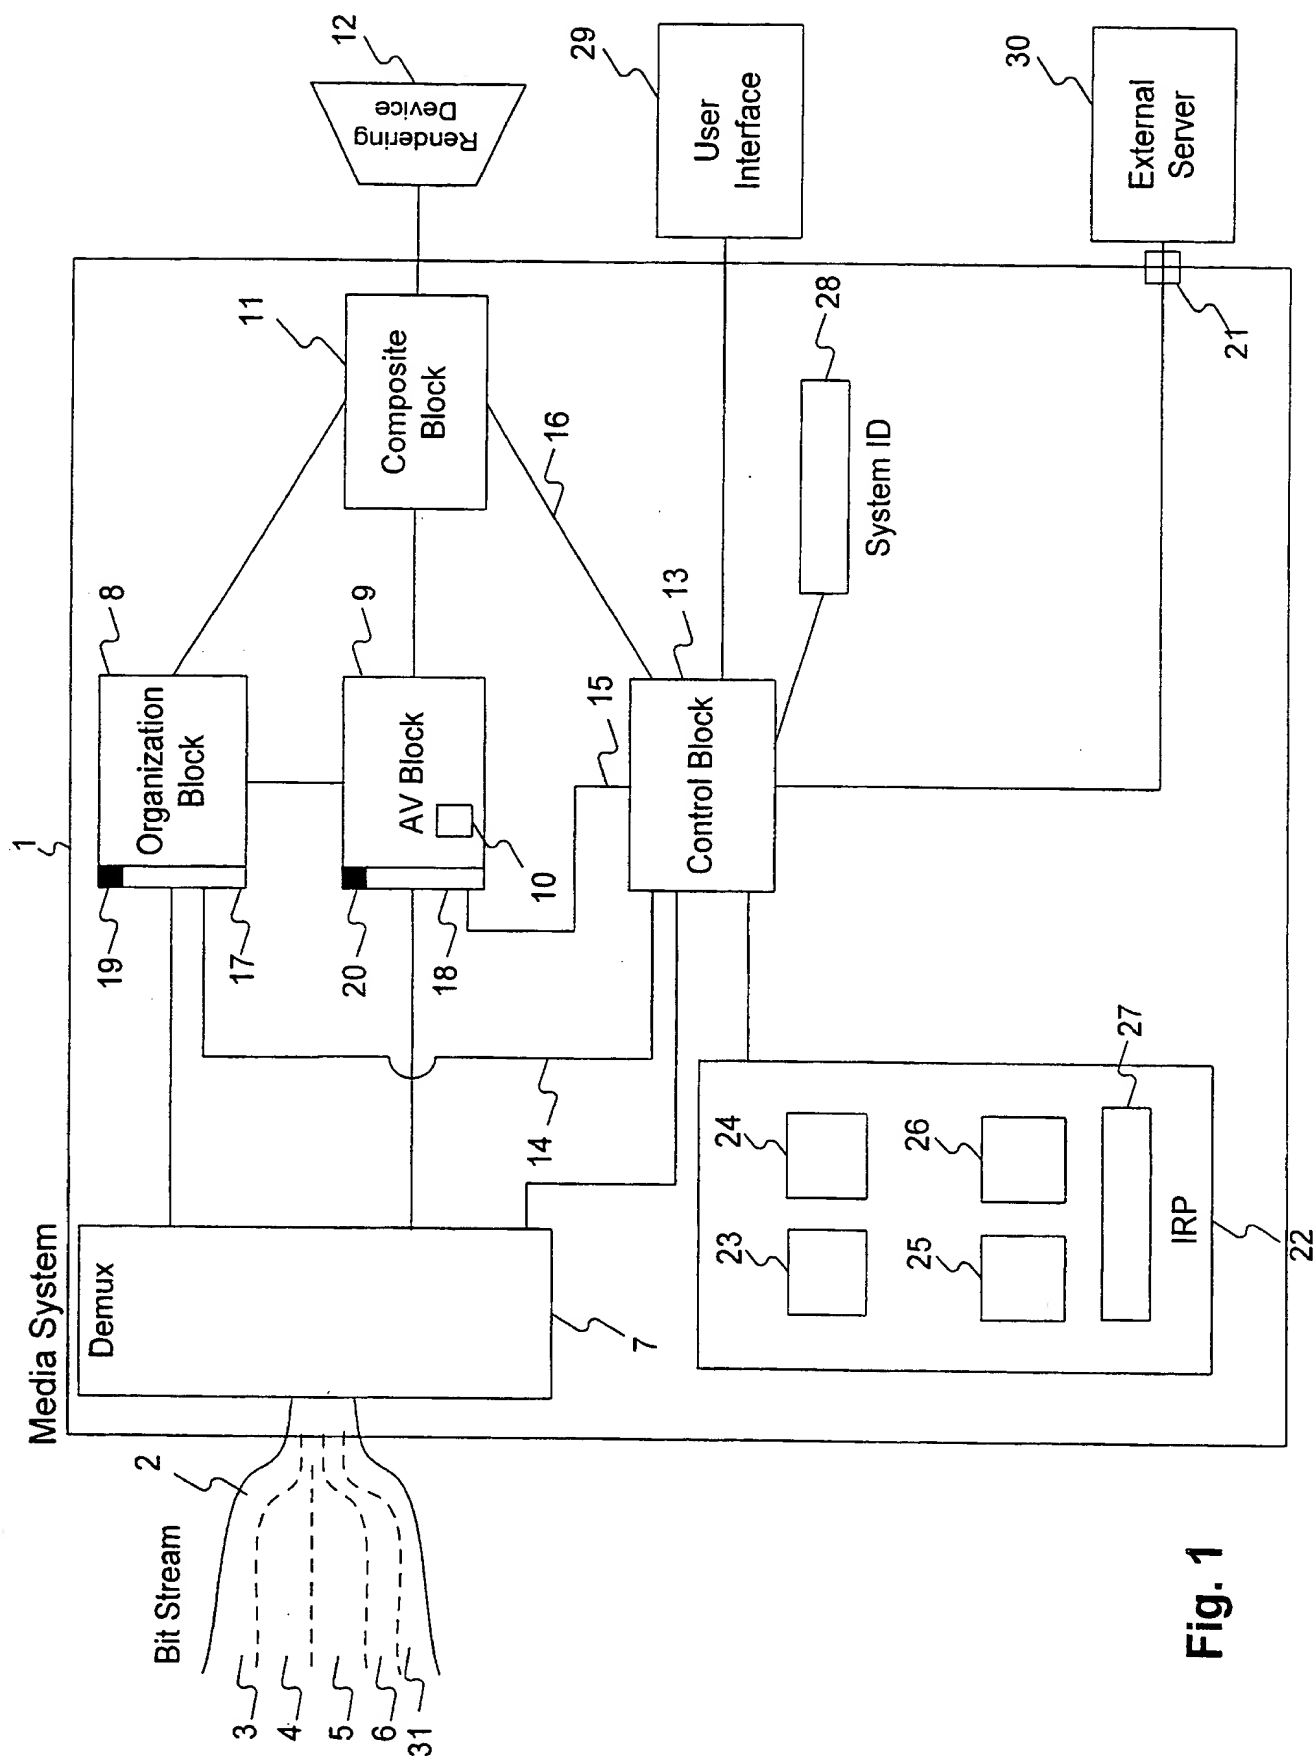 Media System
1
Bit Stream
2
3
4
5
6
31
Demux
7
19
17
Organization
Block
8
20
18
AV Block
9
10
14
15
Composite
Block
11
16
Rendering
Device
12
Control Block
13
User
Interface
29
System ID
28
External
Server
30
21
23
24
25
26
27
IRP
22
Fig. 1